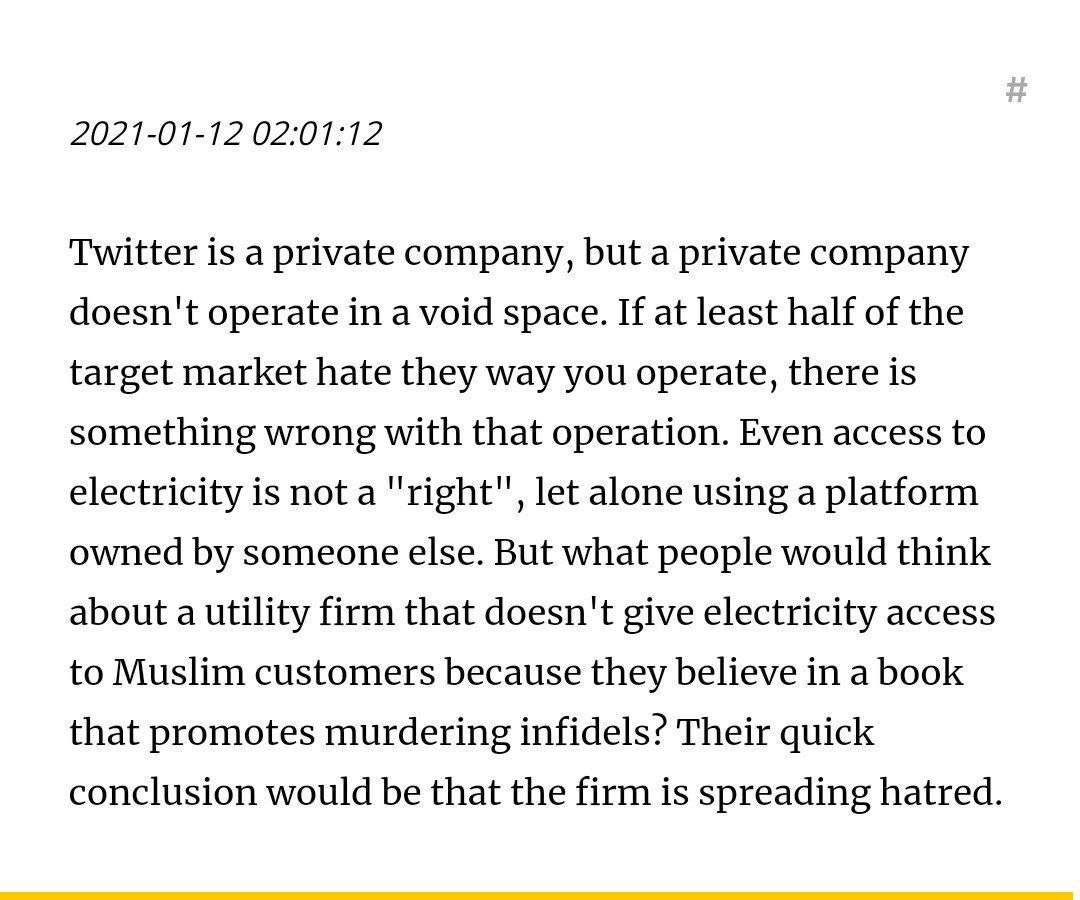 #
2021-01-12 02:01:12
Twitter is a private company, but a private company
doesn't operate in a void space. If at least half of the
target market hate they way you operate, there is
something wrong with that operation. Even access to
electricity is not a "right", let alone using a platform
owned by someone else. But what people would think
about a utility firm that doesn't give electricity access
to Muslim customers because they believe in a book
that promotes murdering infidels? Their quick
conclusion would be that the firm is spreading hatred.